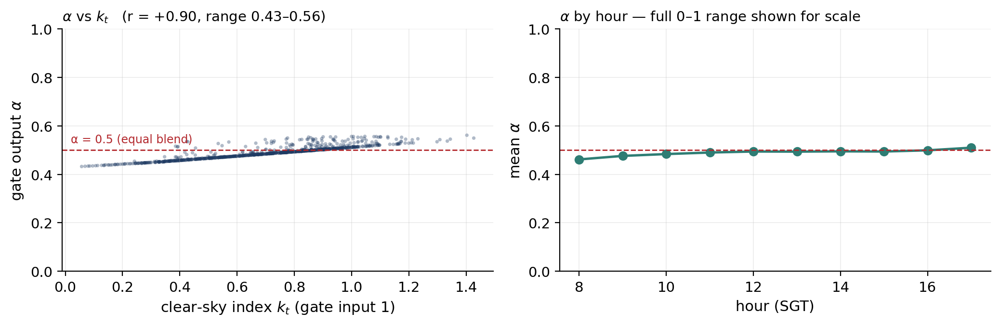 α vs kₜ (r = +0.90, range 0.43–0.56)
1.0
0.8
0.6
0.4
0.2
0.0
gate output α
α = 0.5 (equal blend)
0.0 0.2 0.4 0.6 0.8 1.0 1.2 1.4
clear-sky index kₜ (gate input 1)
α by hour — full 0–1 range shown for scale
1.0
0.8
0.6
0.4
0.2
0.0
mean α
8 10 12 14 16
hour (SGT)